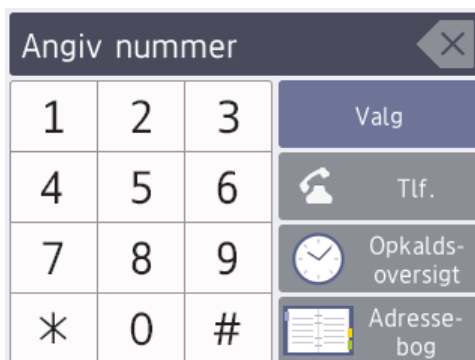 Angiv nummer
1 2 3
Valg
4 5 6
Tlf.
7 8 9
Opkalds-
oversigt
* 0 #
Adresse-
bog